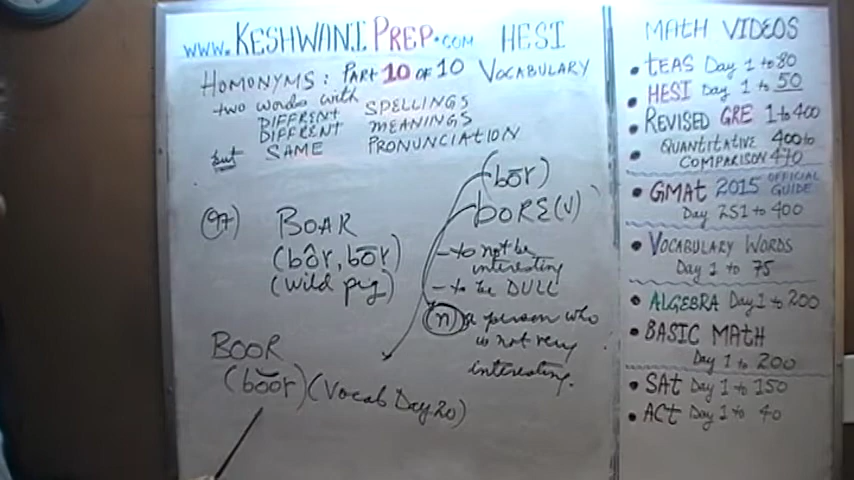 www.KESHWANI PREP.com HESI
HOMONYMS: PART 10 OF 10 VOCABULARY
two words with
DIFFRENT SPELLINGS
DIFFRENT MEANINGS
but SAME PRONUNCIATION
(bōr)
97) BOAR
(bôr, bōr)
(wild pig)
bORE (v)
- to not be
interesting
- to be DULL
(n) a person who
is not very
interesting.
BOOR
(bŏŏr) (Vocab Day 20)
MATH VIDEOS
• tEAS Day 1 to 80
• HESI Day 1 to 50
• REVISED GRE 1 to 400
• QUANTITATIVE 400 to
COMPARISON 470
• GMAt 2015 OFFICIAL
GUIDE
Day 251 to 400
• VOCABULARY WORDS
Day 1 to 75
• ALGEBRA Day 1 to 200
• BASIC MATH
Day 1 to 200
• SAt Day 1 to 150
• ACt Day 1 to 40